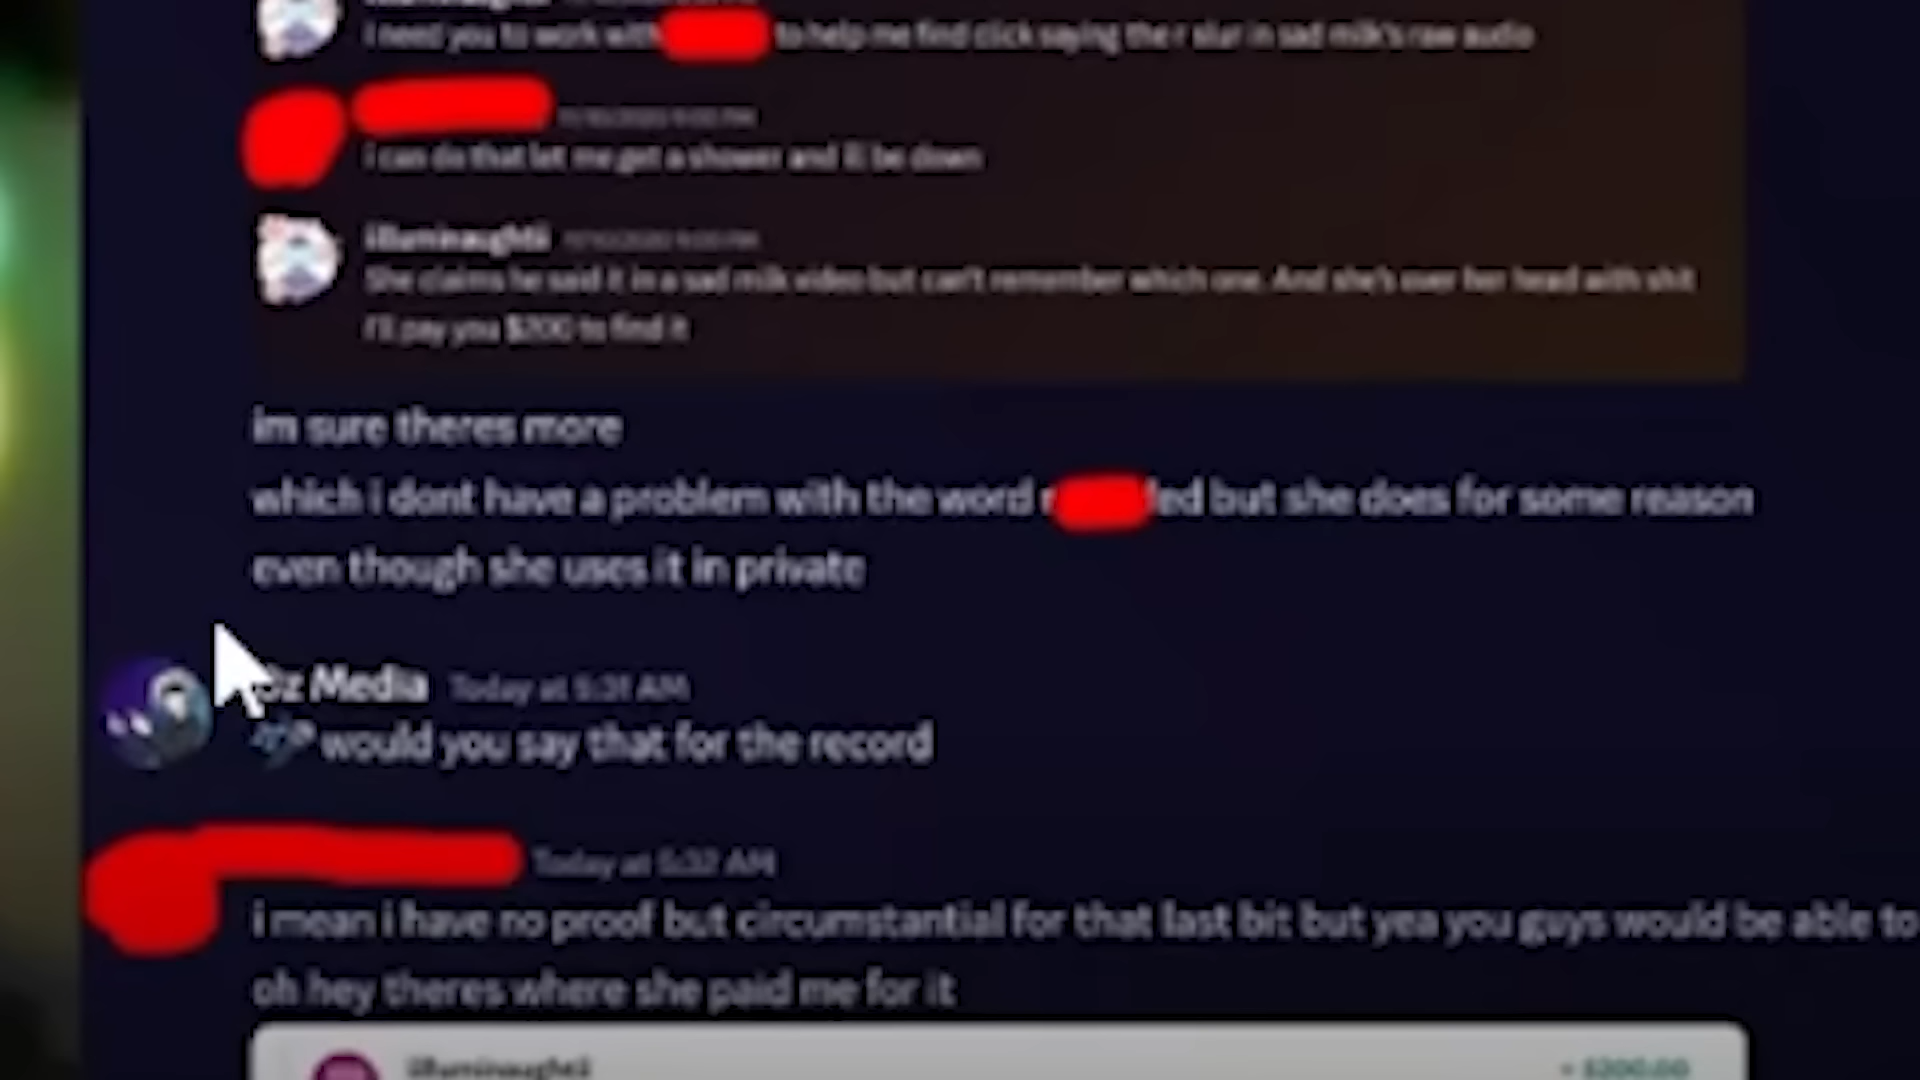 I need you to work with to help me find click saying the r slur in sad milk's raw audio
i can do that let me get a shower and ill be down
illuminaughtii
She claims he said it in a sad milk video but can't remember which one. And she's over her head with shit
I'll pay you $200 to find it
im sure theres more
which i dont have a problem with the word r ed but she does for some reason
even though she uses it in private
Oz Media Today at 5:31 AM
would you say that for the record
Today at 5:32 AM
i mean i have no proof but circumstantial for that last bit but yea you guys would be able to
oh hey theres where she paid me for it
illuminaughtii + $200.00